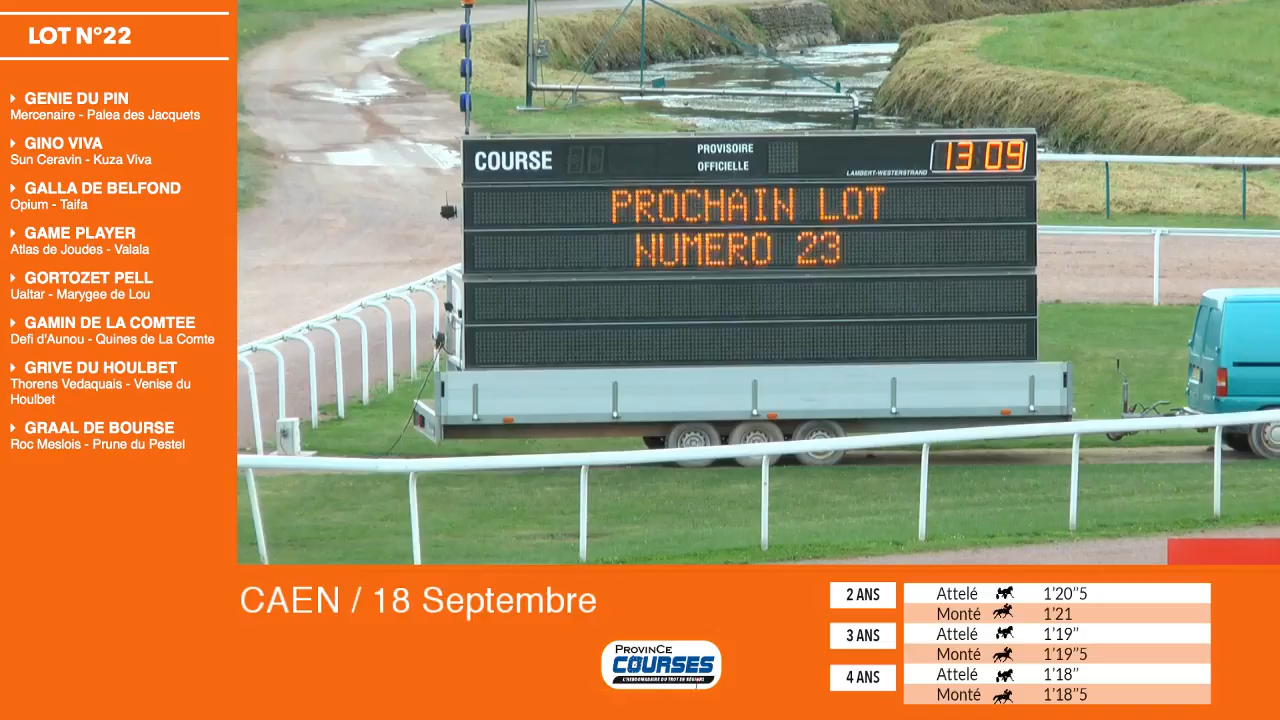 LOT N°22
GENIE DU PIN
Mercenaire - Palea des Jacquets
GINO VIVA
Sun Ceravin - Kuza Viva
GALLA DE BELFOND
Opium - Taifa
GAME PLAYER
Atlas de Joudes - Valala
GORTOZET PELL
Ualtar - Marygee de Lou
GAMIN DE LA COMTEE
Defi d'Aunou - Quines de La Comte
GRIVE DU HOULBET
Thorens Vedaquais - Venise du
Houlbet
GRAAL DE BOURSE
Roc Meslois - Prune du Pestel
COURSE
PROVISOIRE
OFFICIELLE
13 09
LAMBERT-WESTERSTRAND
PROCHAIN LOT
NUMERO 23
CAEN / 18 Septembre
PROVINCE
COURSES
L'HEBDOMADAIRE DU TROT EN RÉGIONS
2 ANS
Attelé 1'20''5
Monté 1'21
3 ANS
Attelé 1'19''
Monté 1'19''5
4 ANS
Attelé 1'18''
Monté 1'18''5